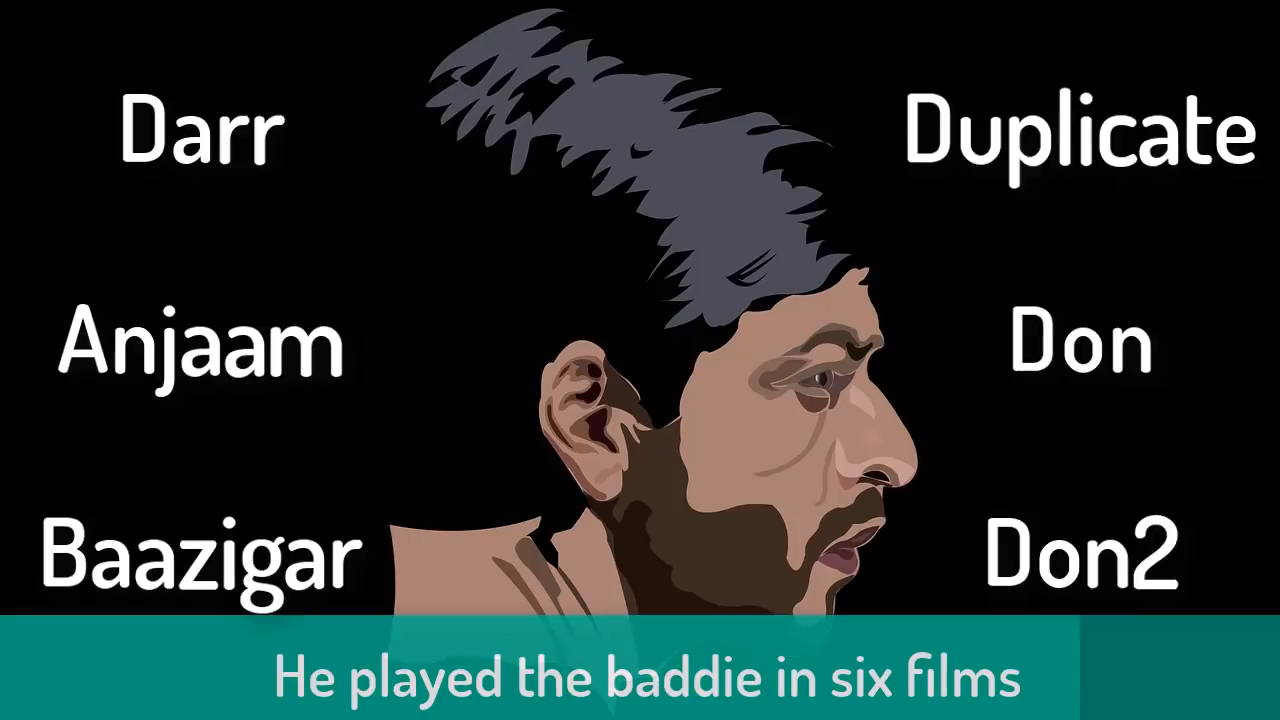 Darr
Anjaam
Baazigar
Duplicate
Don
Don2
He played the baddie in six films